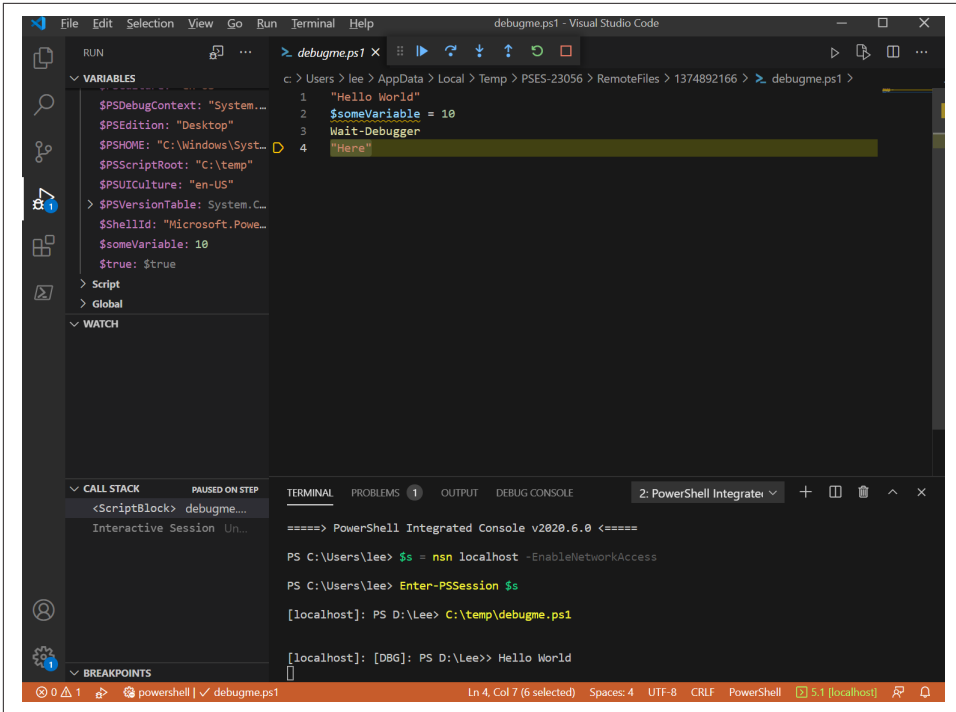 File Edit Selection View Go Run Terminal Help debugme.ps1 - Visual Studio Code
RUN
debugme.ps1
VARIABLES
$PSDebugContext: "System....
$PSEdition: "Desktop"
$PSHOME: "C:\Windows\Syst...
$PSScriptRoot: "C:\temp"
$PSUICulture: "en-US"
$PSVersionTable: System.C...
$ShellId: "Microsoft.Powe...
$someVariable: 10
$true: $true
Script
Global
WATCH
c: > Users > lee > AppData > Local > Temp > PSES-23056 > RemoteFiles > 1374892166 > debugme.ps1 >
1 "Hello World"
2 $someVariable = 10
3 Wait-Debugger
4 "Here"
1
CALL STACK PAUSED ON STEP
<ScriptBlock> debugme....
Interactive Session Un...
BREAKPOINTS
1
TERMINAL PROBLEMS 1 OUTPUT DEBUG CONSOLE 2: PowerShell Integrate
=====> PowerShell Integrated Console v2020.6.0 <=====
PS C:\Users\lee> $s = nsn localhost -EnableNetworkAccess
PS C:\Users\lee> Enter-PSSession $s
[localhost]: PS D:\Lee> C:\temp\debugme.ps1
[localhost]: [DBG]: PS D:\Lee>> Hello World
0 1 powershell | ✓ debugme.ps1 Ln 4, Col 7 (6 selected) Spaces: 4 UTF-8 CRLF PowerShell 5.1 [localhost]